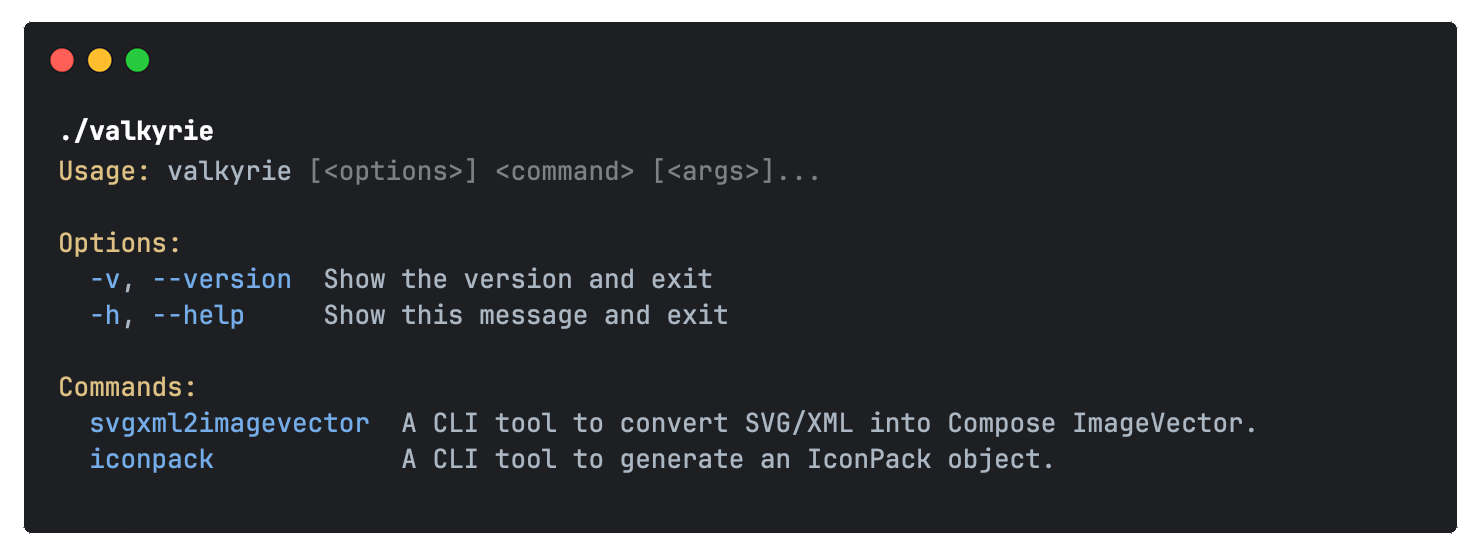 ./valkyrie
Usage: valkyrie [<options>] <command> [<args>]...
Options:
-v, --version  Show the version and exit
-h, --help     Show this message and exit
Commands:
svgxml2imagevector  A CLI tool to convert SVG/XML into Compose ImageVector.
iconpack            A CLI tool to generate an IconPack object.